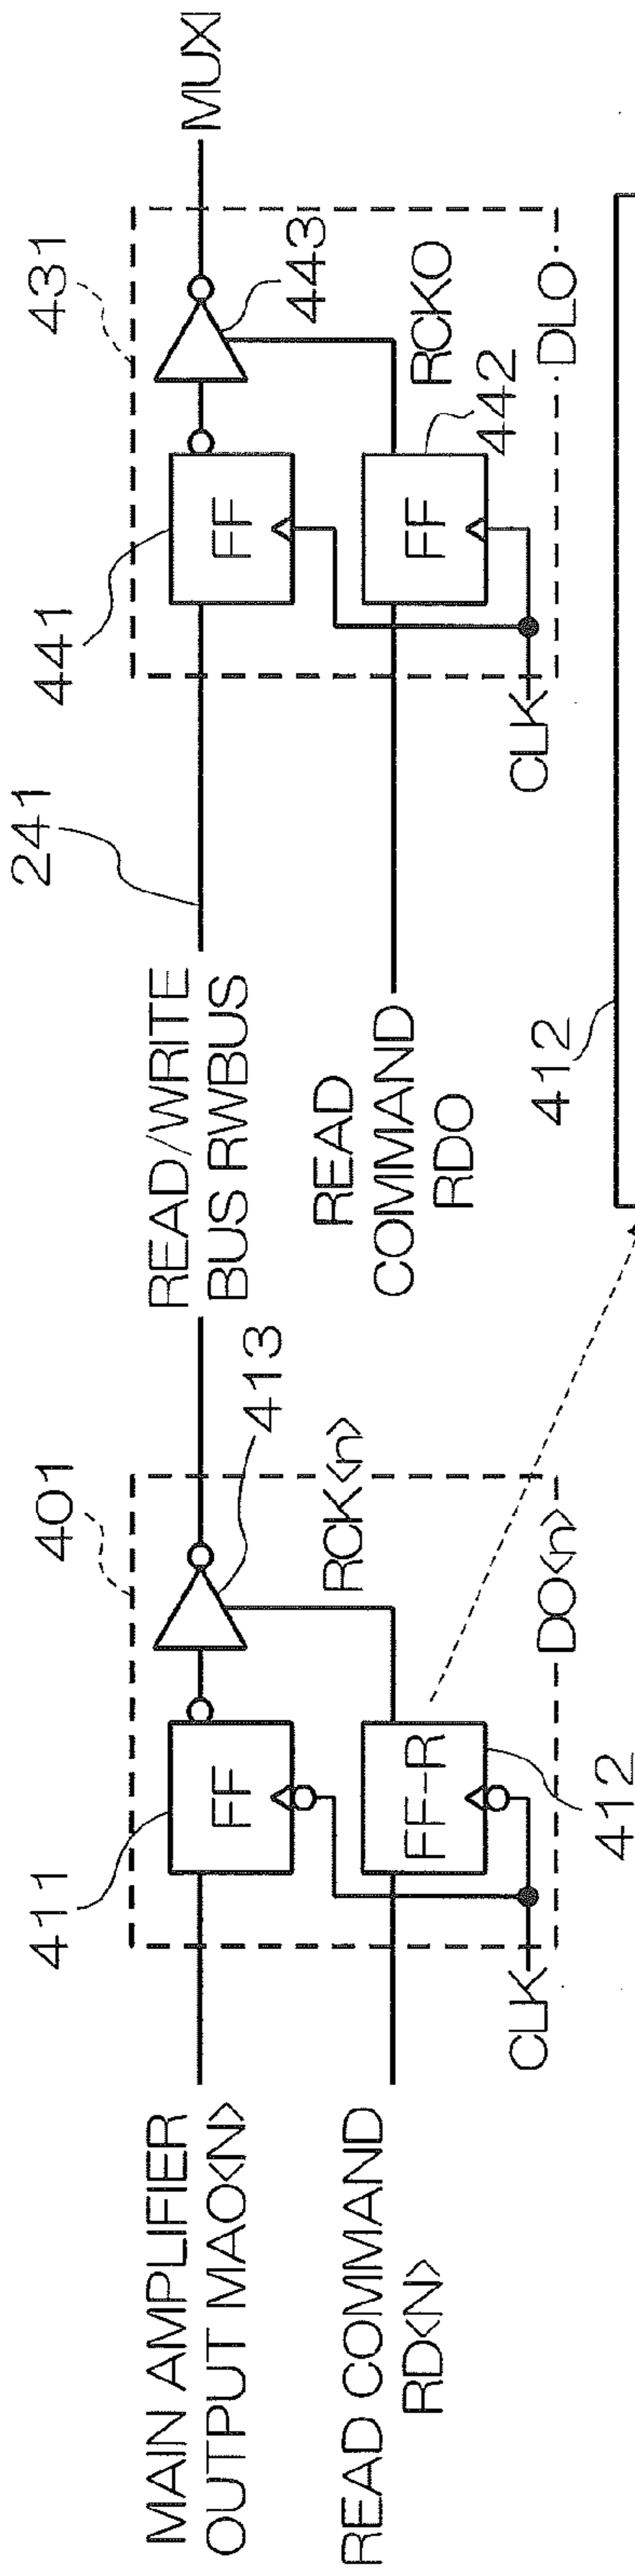 MAIN AMPLIFIER
OUTPUT MAO<N>
READ COMMAND
RD<N>
411
401
413
FF
FF-R
RCK<n>
DO<n>
412
CLK
READ/WRITE
BUS RWBUS
241
READ
COMMAND
RDO
441
431
443
FF
FF
RCKO
442
DLO
CLK
MUX
412